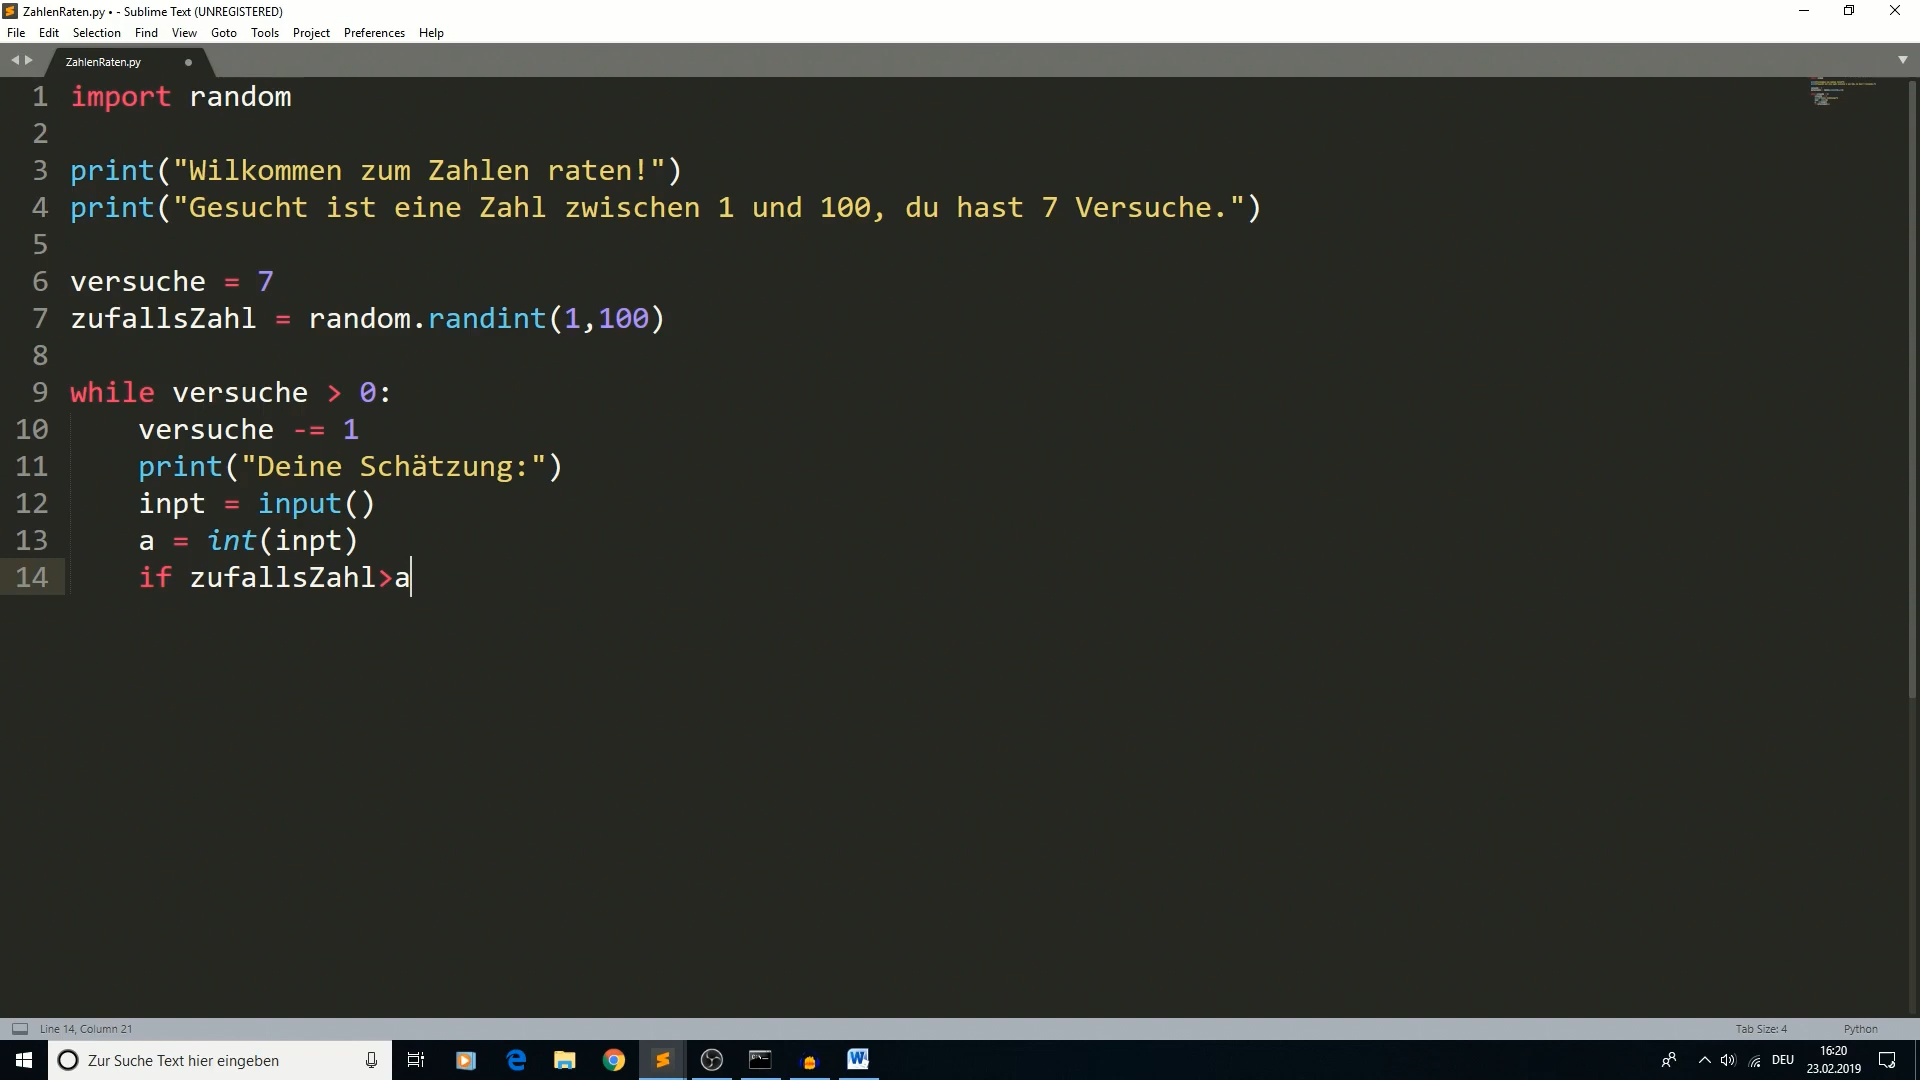 ZahlenRaten.py • - Sublime Text (UNREGISTERED)
File Edit Selection Find View Goto Tools Project Preferences Help
ZahlenRaten.py
1 import random
2
3 print("Wilkommen zum Zahlen raten!")
4 print("Gesucht ist eine Zahl zwischen 1 und 100, du hast 7 Versuche.")
5
6 versuche = 7
7 zufallsZahl = random.randint(1,100)
8
9 while versuche > 0:
10 versuche -= 1
11 print("Deine Schätzung:")
12 inpt = input()
13 a = int(inpt)
14 if zufallsZahl>a
Line 14, Column 21 Tab Size: 4 Python
Zur Suche Text hier eingeben DEU 16:20
23.02.2019